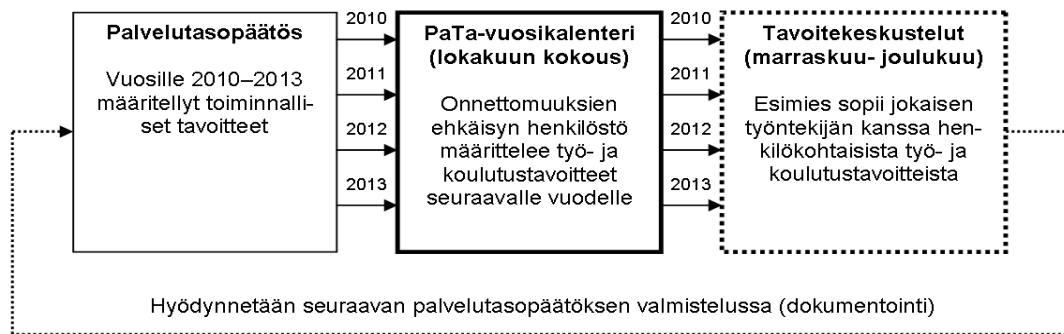 Palvelutasopäätös
Vuosille 2010–2013
määritellyt toiminnalli-
set tavoitteet
2010
2011
2012
2013
PaTa-vuosikalenteri
(lokakuun kokous)
Onnettomuuksien
ehkäisyn henkilöstö
määrittelee työ- ja
koulutustavoitteet
seuraavalle vuodelle
2010
2011
2012
2013
Tavoitekeskustelut
(marraskuu- joulukuu)
Esimies sopii jokaisen
työntekijän kanssa hen-
kilökohtaisista työ- ja
koulutustavoitteista
Hyödynnetään seuraavan palvelutasopäätöksen valmistelussa (dokumentointi)